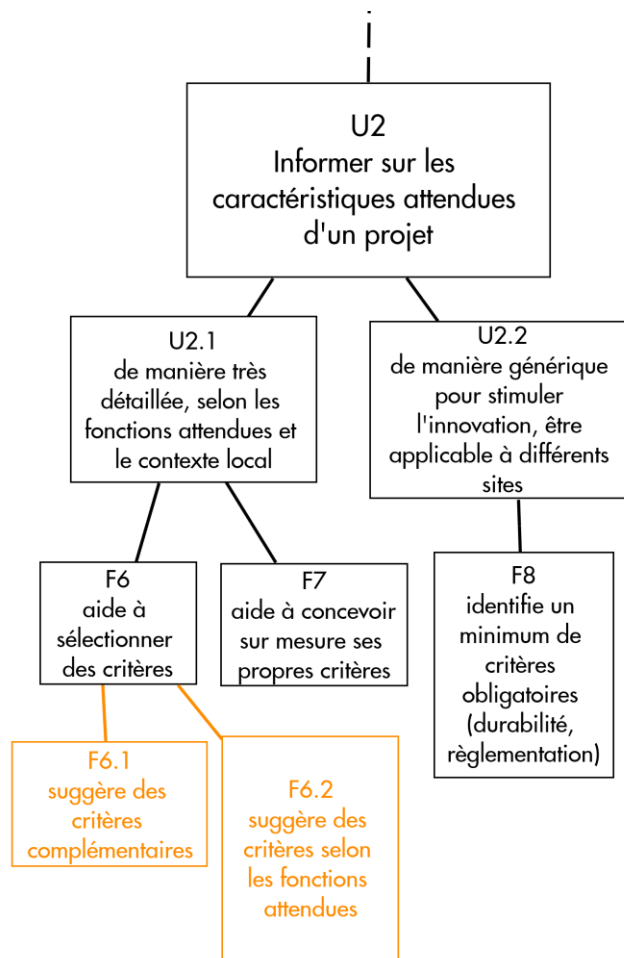 U2
Informer sur les
caractéristiques attendues
d'un projet
U2.1
de manière très
détaillée, selon les
fonctions attendues et
le contexte local
U2.2
de manière générique
pour stimuler
l'innovation, être
applicable à différents
sites
F6
aide à
sélectionner
des critères
F7
aide à concevoir
sur mesure ses
propres critères
F8
identifie un
minimum de
critères
obligatoires
(durabilité,
règlementation)
F6.1
suggère des
critères
complémentaires
F6.2
suggère des
critères selon
les fonctions
attendues